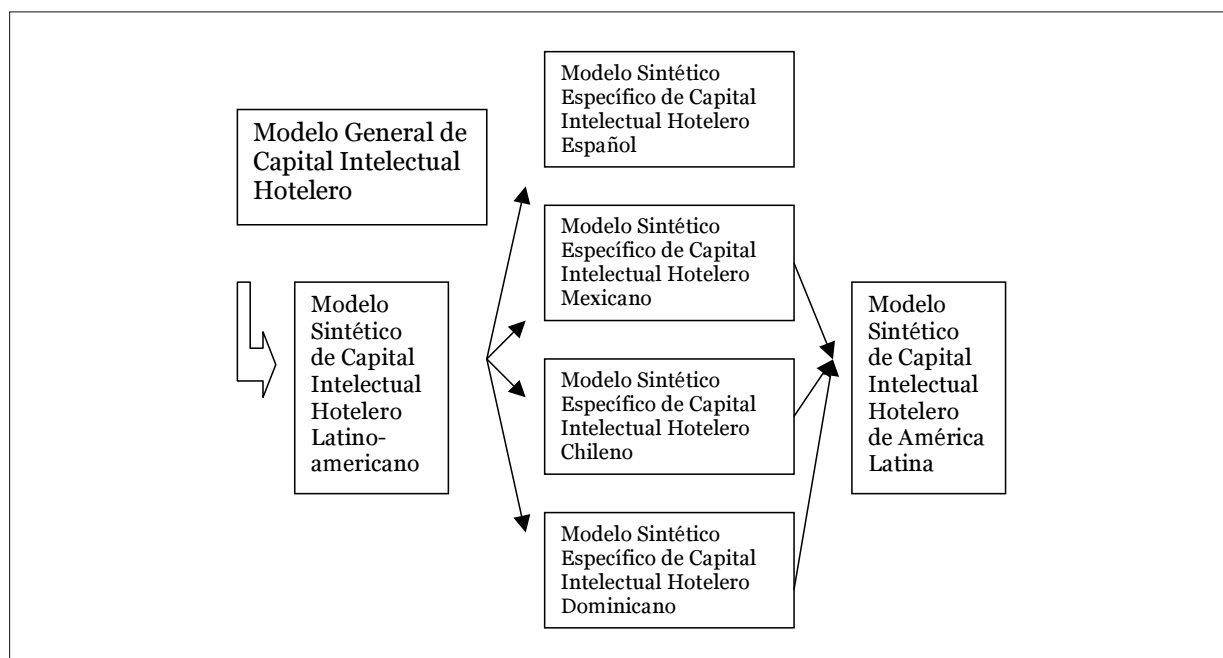 Modelo General de
Capital Intelectual
Hotelero
Modelo
Sintético
de Capital
Intelectual
Hotelero
Latino-
americano
Modelo Sintético
Específico de Capital
Intelectual Hotelero
Español
Modelo Sintético
Específico de Capital
Intelectual Hotelero
Mexicano
Modelo Sintético
Específico de Capital
Intelectual Hotelero
Chileno
Modelo Sintético
Específico de Capital
Intelectual Hotelero
Dominicano
Modelo
Sintético
de Capital
Intelectual
Hotelero
de América
Latina